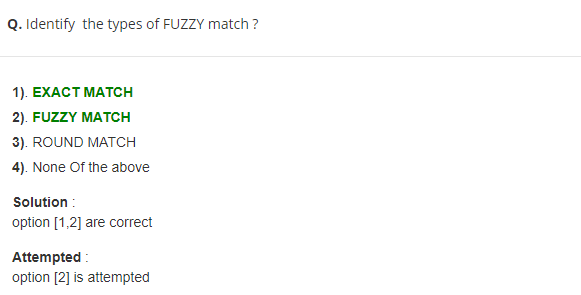 Q. Identify the types of FUZZY match ?
1). EXACT MATCH
2). FUZZY MATCH
3). ROUND MATCH
4). None Of the above
Solution :
option [1,2] are correct
Attempted :
option [2] is attempted